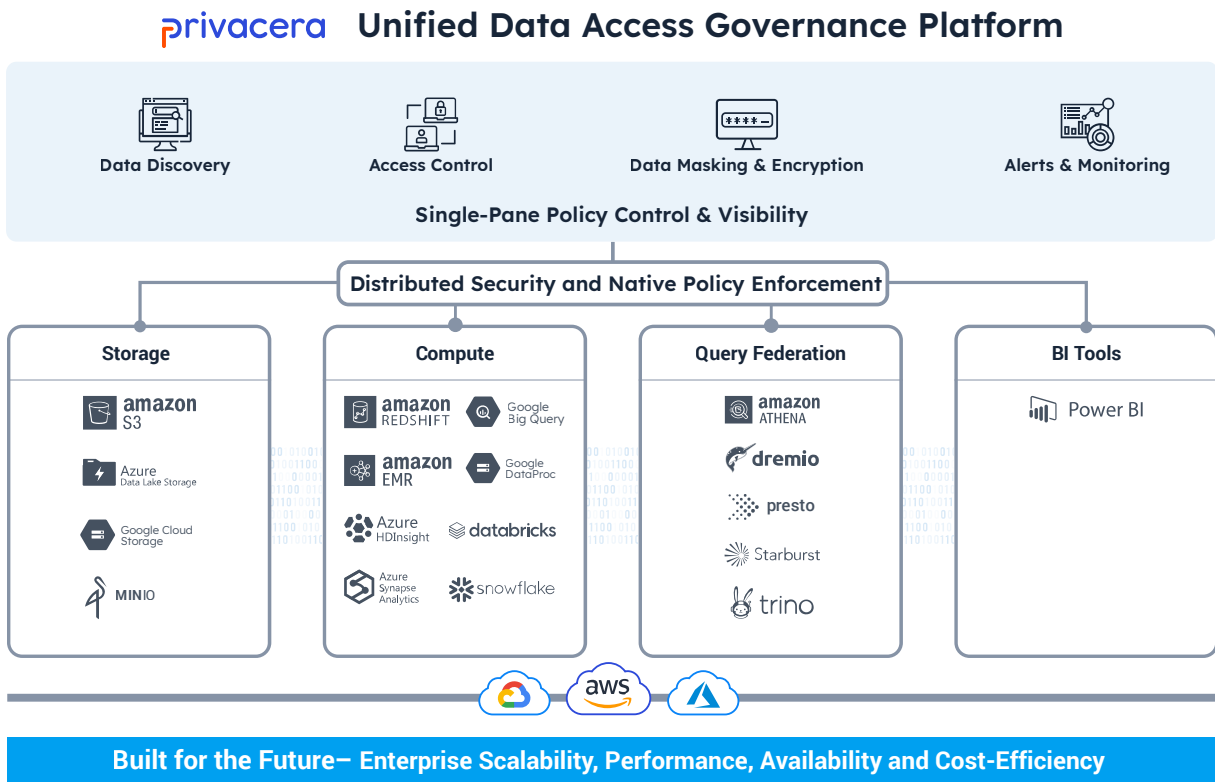 privacera Unified Data Access Governance Platform
****
Data Discovery
Access Control
Data Masking & Encryption
Alerts & Monitoring
Single-Pane Policy Control & Visibility
Distributed Security and Native Policy Enforcement
Storage
amazon
S3
Azure
Data Lake Storage
Google Cloud
Storage
MINIO
Compute
amazon
REDSHIFT
Google
Big Query
amazon
EMR
Google
DataProc
Azure
HDInsight
databricks
Azure
Synapse
Analytics
snowflake
Query Federation
amazon
ATHENA
dremio
presto
Starburst
trino
BI Tools
Power BI
aws
Built for the Future– Enterprise Scalability, Performance, Availability and Cost-Efficiency